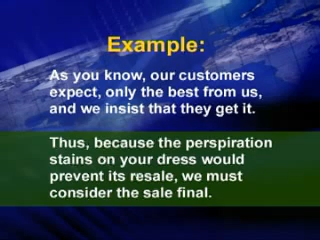 Example:
As you know, our customers
expect, only the best from us,
and we insist that they get it.
Thus, because the perspiration
stains on your dress would
prevent its resale, we must
consider the sale final.